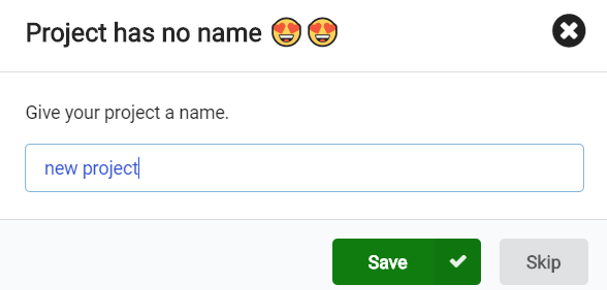 Project has no name 😍😍
Give your project a name.
new project
Save
Skip